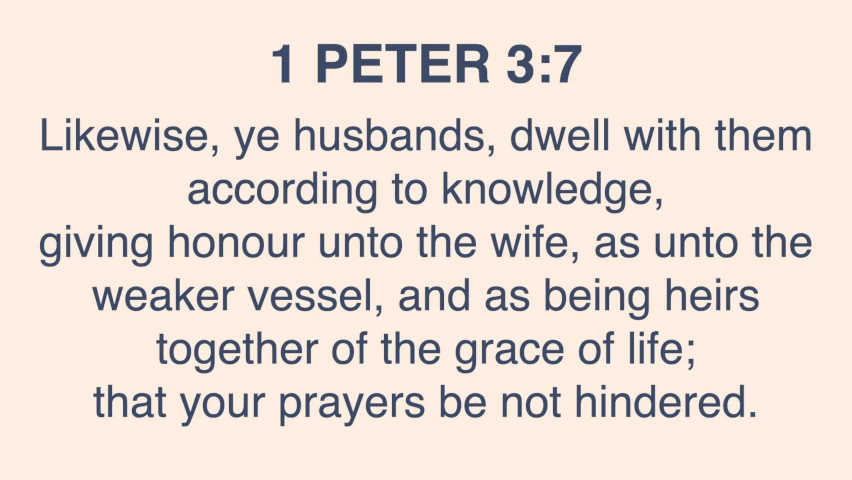 1 PETER 3:7
Likewise, ye husbands, dwell with them
according to knowledge,
giving honour unto the wife, as unto the
weaker vessel, and as being heirs
together of the grace of life;
that your prayers be not hindered.